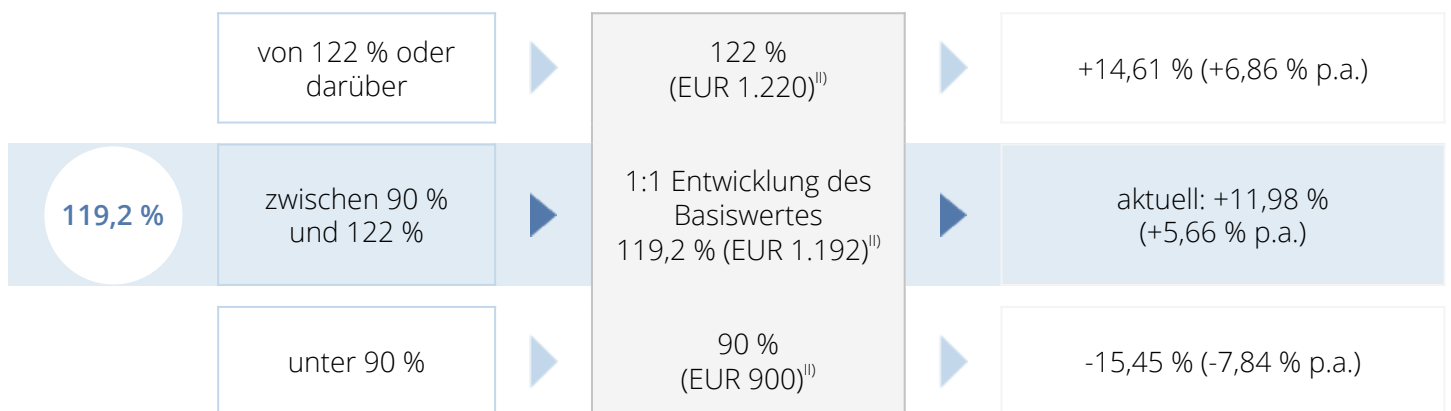 von 122 % oder
darüber
122 %
(EUR 1.220)II)
+14,61 % (+6,86 % p.a.)
119,2 %
zwischen 90 %
und 122 %
1:1 Entwicklung des
Basiswertes
119,2 % (EUR 1.192)II)
aktuell: +11,98 %
(+5,66 % p.a.)
unter 90 %
90 %
(EUR 900)II)
-15,45 % (-7,84 % p.a.)